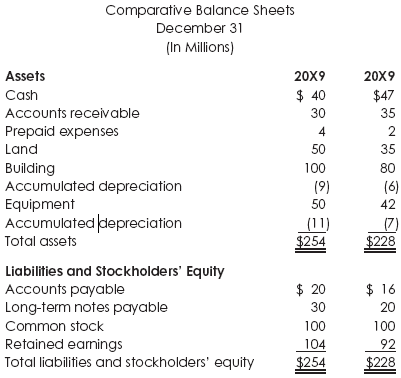 Comparative Balance Sheets
December 31
(In Millions)
Assets 20X9 20X9
Cash $ 40 $47
Accounts receivable 30 35
Prepaid expenses 4 2
Land 50 35
Building 100 80
Accumulated depreciation (9) (6)
Equipment 50 42
Accumulated depreciation (11) (7)
Total assets $254 $228
Liabilities and Stockholders' Equity
Accounts payable $ 20 $ 16
Long-term notes payable 30 20
Common stock 100 100
Retained earnings 104 92
Total liabilities and stockholders' equity $254 $228